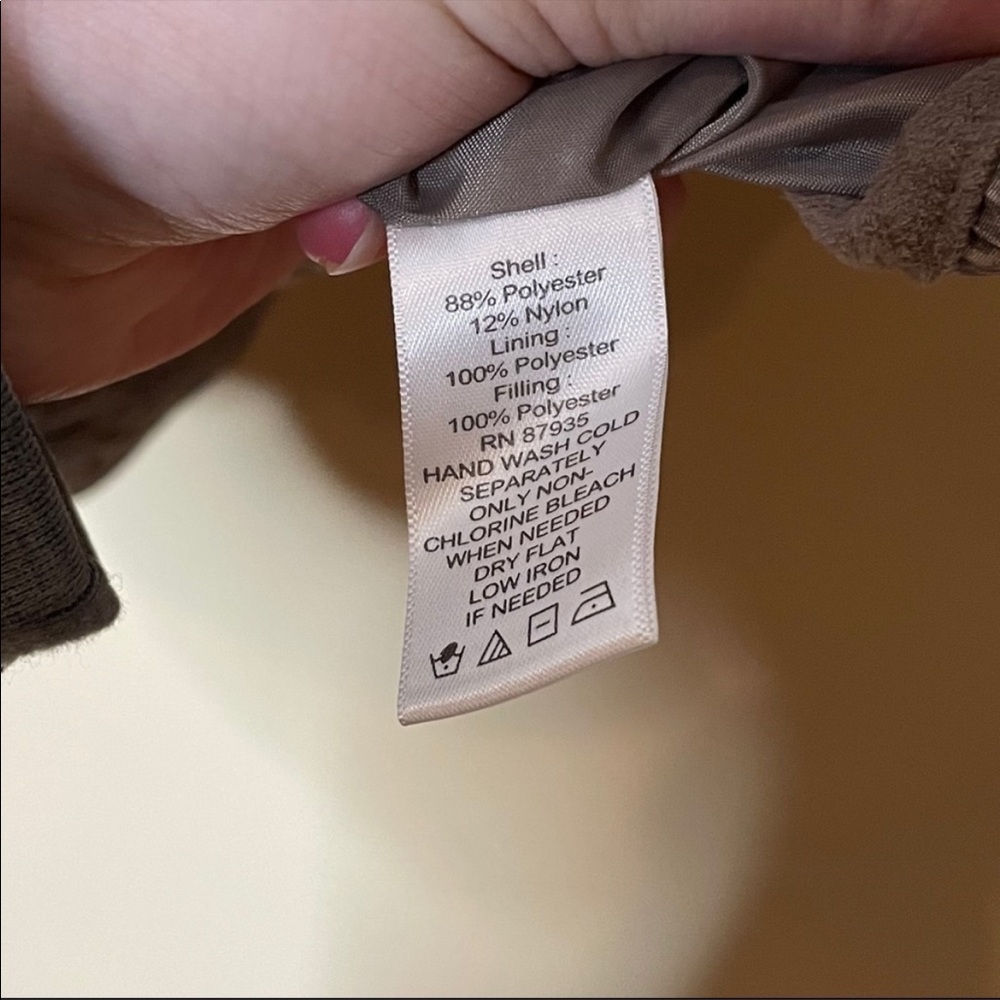 Shell :
88% Polyester
12% Nylon
Lining :
100% Polyester
Filling :
100% Polyester
RN 87935
HAND WASH COLD
SEPARATELY
ONLY NON-
CHLORINE BLEACH
WHEN NEEDED
DRY FLAT
LOW IRON
IF NEEDED